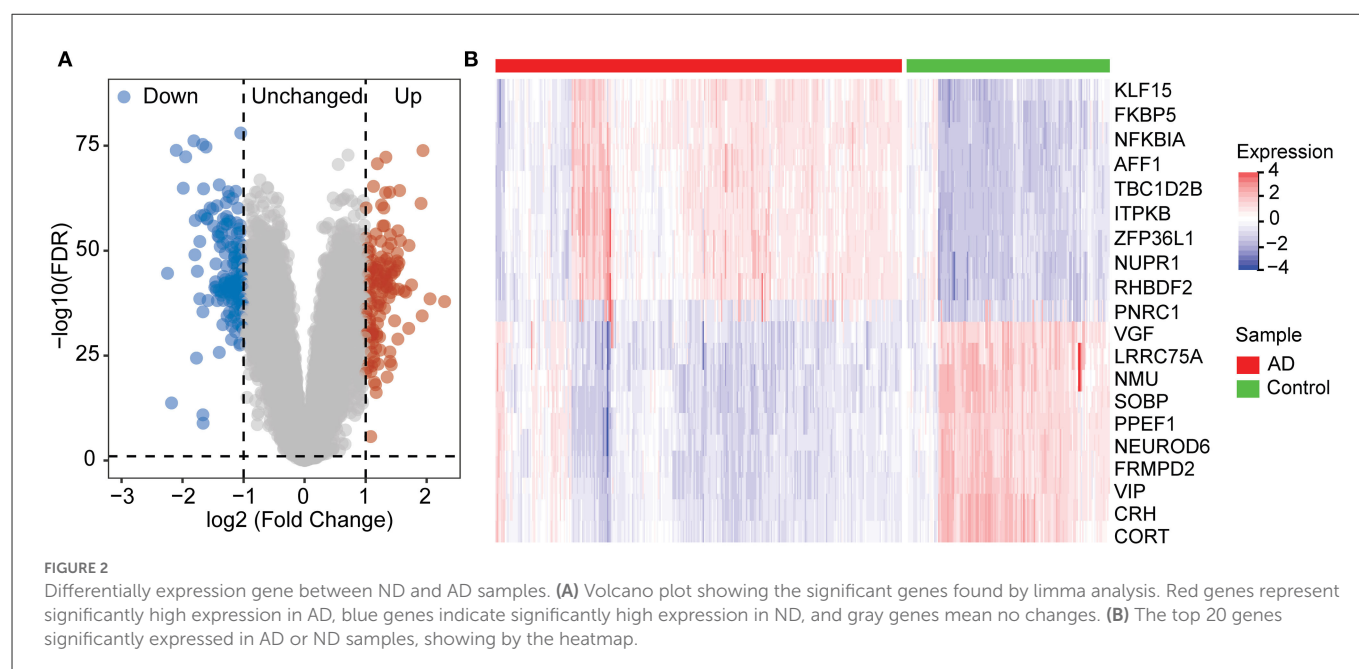 A
Down
Unchanged
Up
75
50
25
0
−log10(FDR)
−3 −2 −1 0 1 2
log2 (Fold Change)
B
KLF15
FKBP5
NFKBIA
AFF1
TBC1D2B
ITPKB
ZFP36L1
NUPR1
RHBDF2
PNRC1
VGF
LRRC75A
NMU
SOBP
PPEF1
NEUROD6
FRMPD2
VIP
CRH
CORT
Expression
4
2
0
−2
−4
Sample
AD
Control
FIGURE 2
Differentially expression gene between ND and AD samples. (A) Volcano plot showing the significant genes found by limma analysis. Red genes represent
significantly high expression in AD, blue genes indicate significantly high expression in ND, and gray genes mean no changes. (B) The top 20 genes
significantly expressed in AD or ND samples, showing by the heatmap.